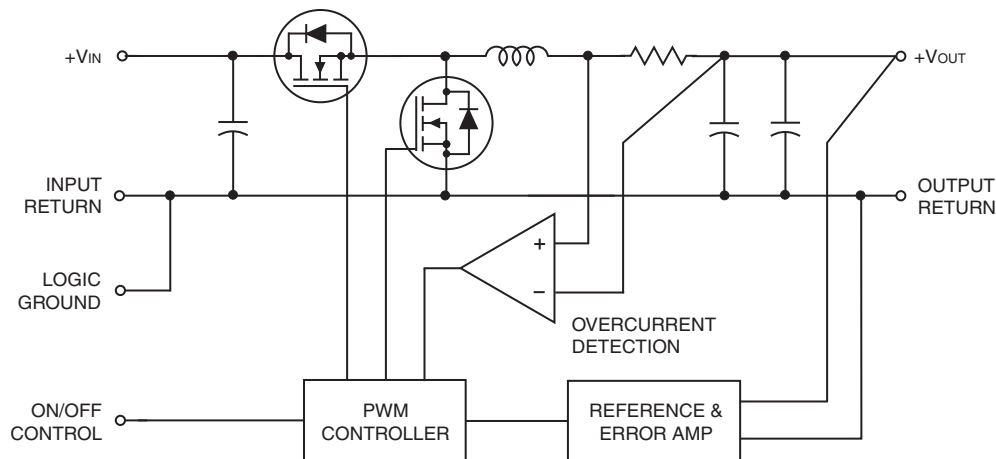 +VIN
+VOUT
INPUT
RETURN
OUTPUT
RETURN
LOGIC
GROUND
+
−
OVERCURRENT
DETECTION
ON/OFF
CONTROL
PWM
CONTROLLER
REFERENCE &
ERROR AMP